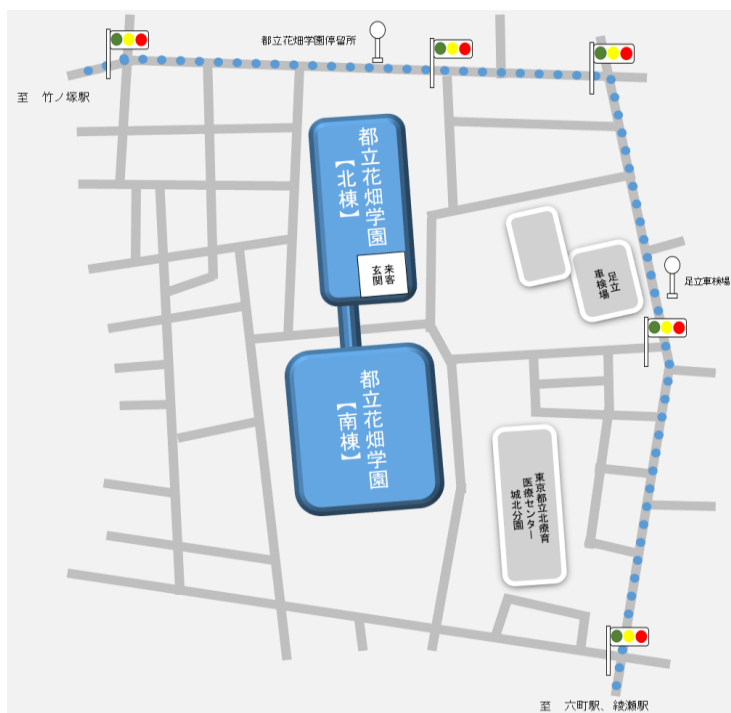 都立花畑学園停留所
至　竹ノ塚駅
都立花畑学園
【北棟】
来客
玄関
足立
車検場
足立車検場
都立花畑学園
【南棟】
東京都立北療育
医療センター
城北分園
至　六町駅、綾瀬駅